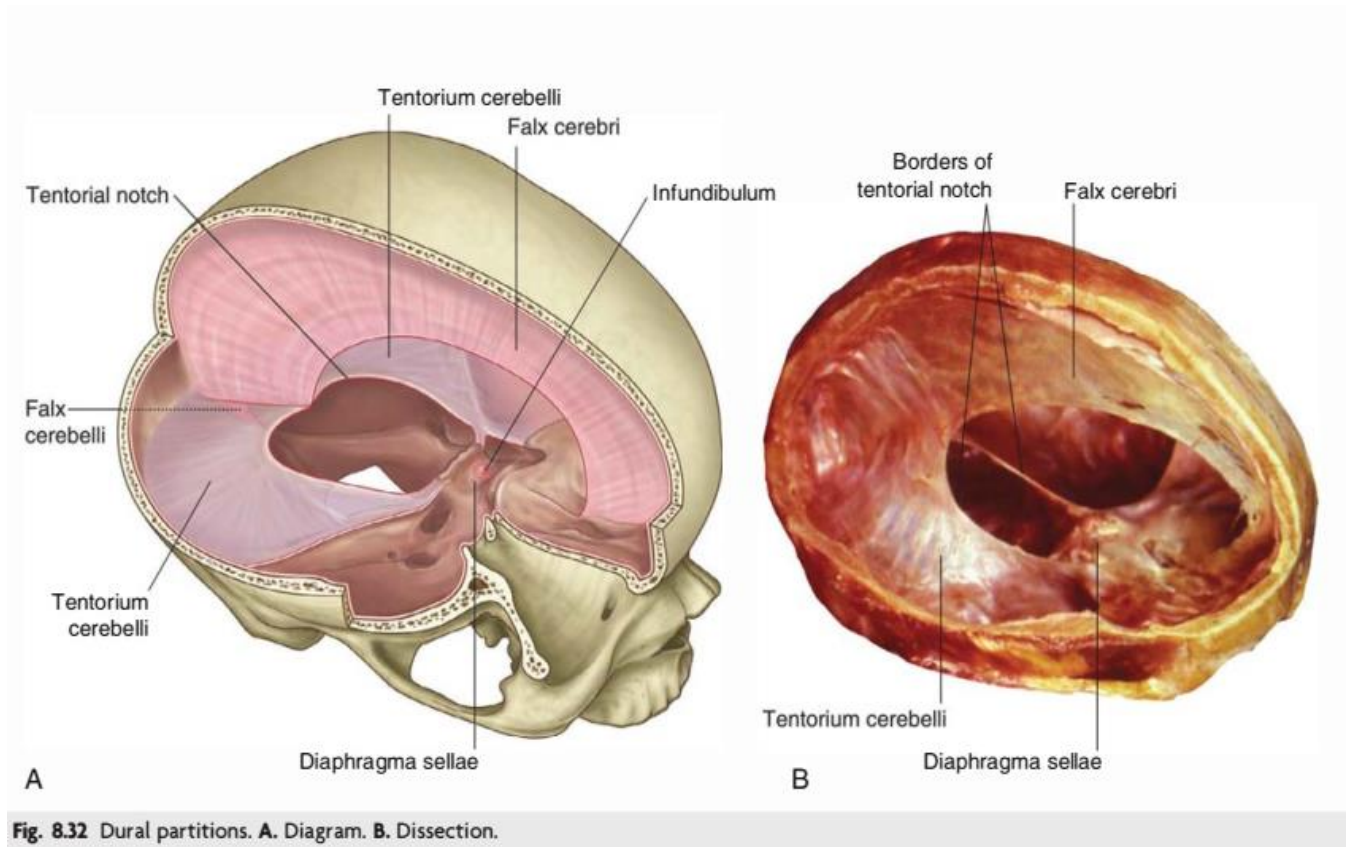 Tentorium cerebelli
Falx cerebri
Tentorial notch
Infundibulum
Falx
cerebelli
Tentorium
cerebelli
Diaphragma sellae
A
Borders of
tentorial notch
Falx cerebri
Tentorium cerebelli
Diaphragma sellae
B
Fig. 8.32 Dural partitions. A. Diagram. B. Dissection.